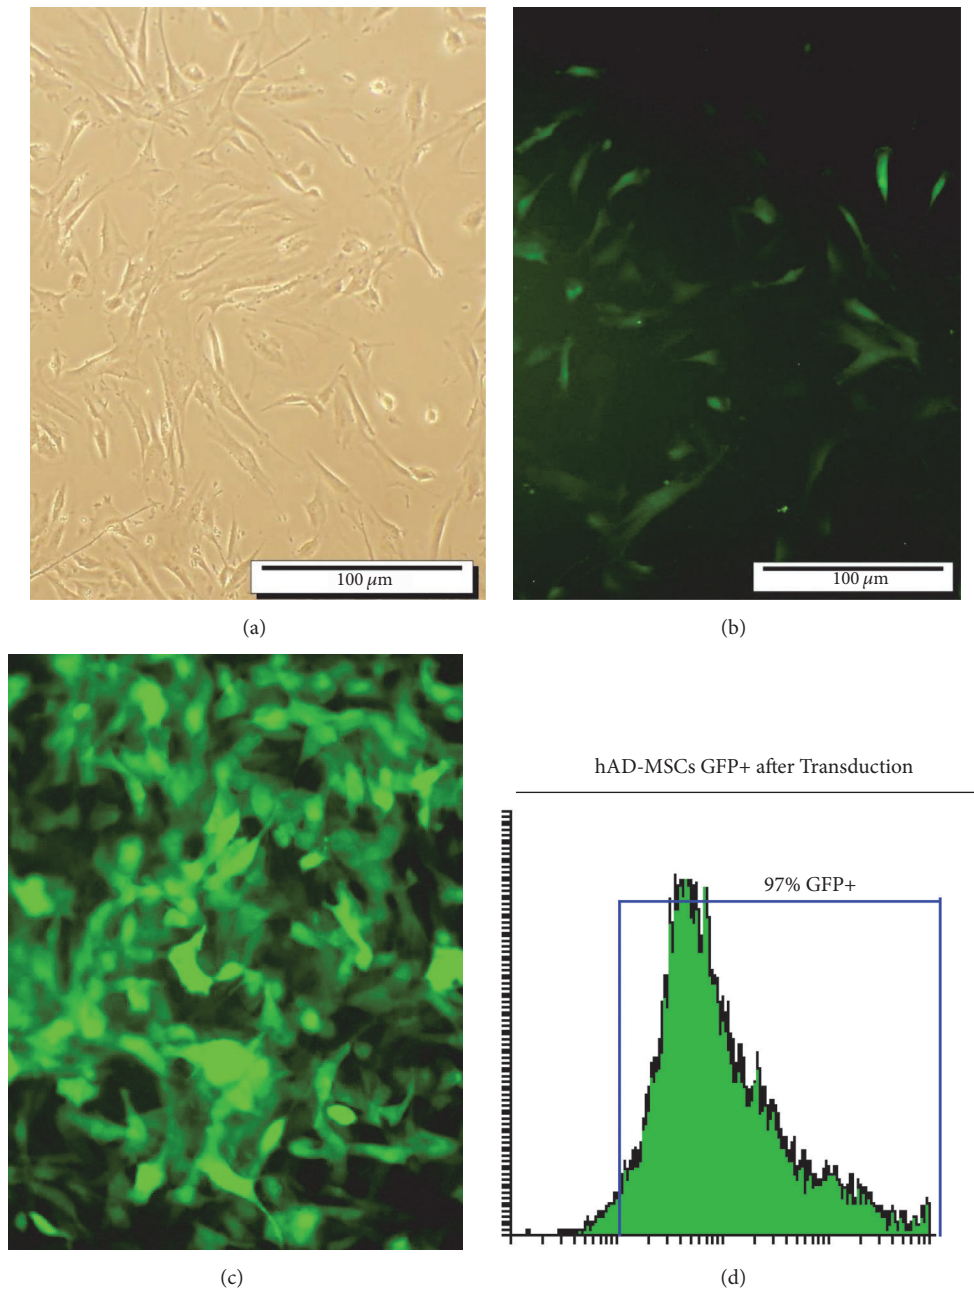 100 μm
100 μm
(a)
(b)
hAD-MSCs GFP+ after Transduction
97% GFP+
(c)
(d)